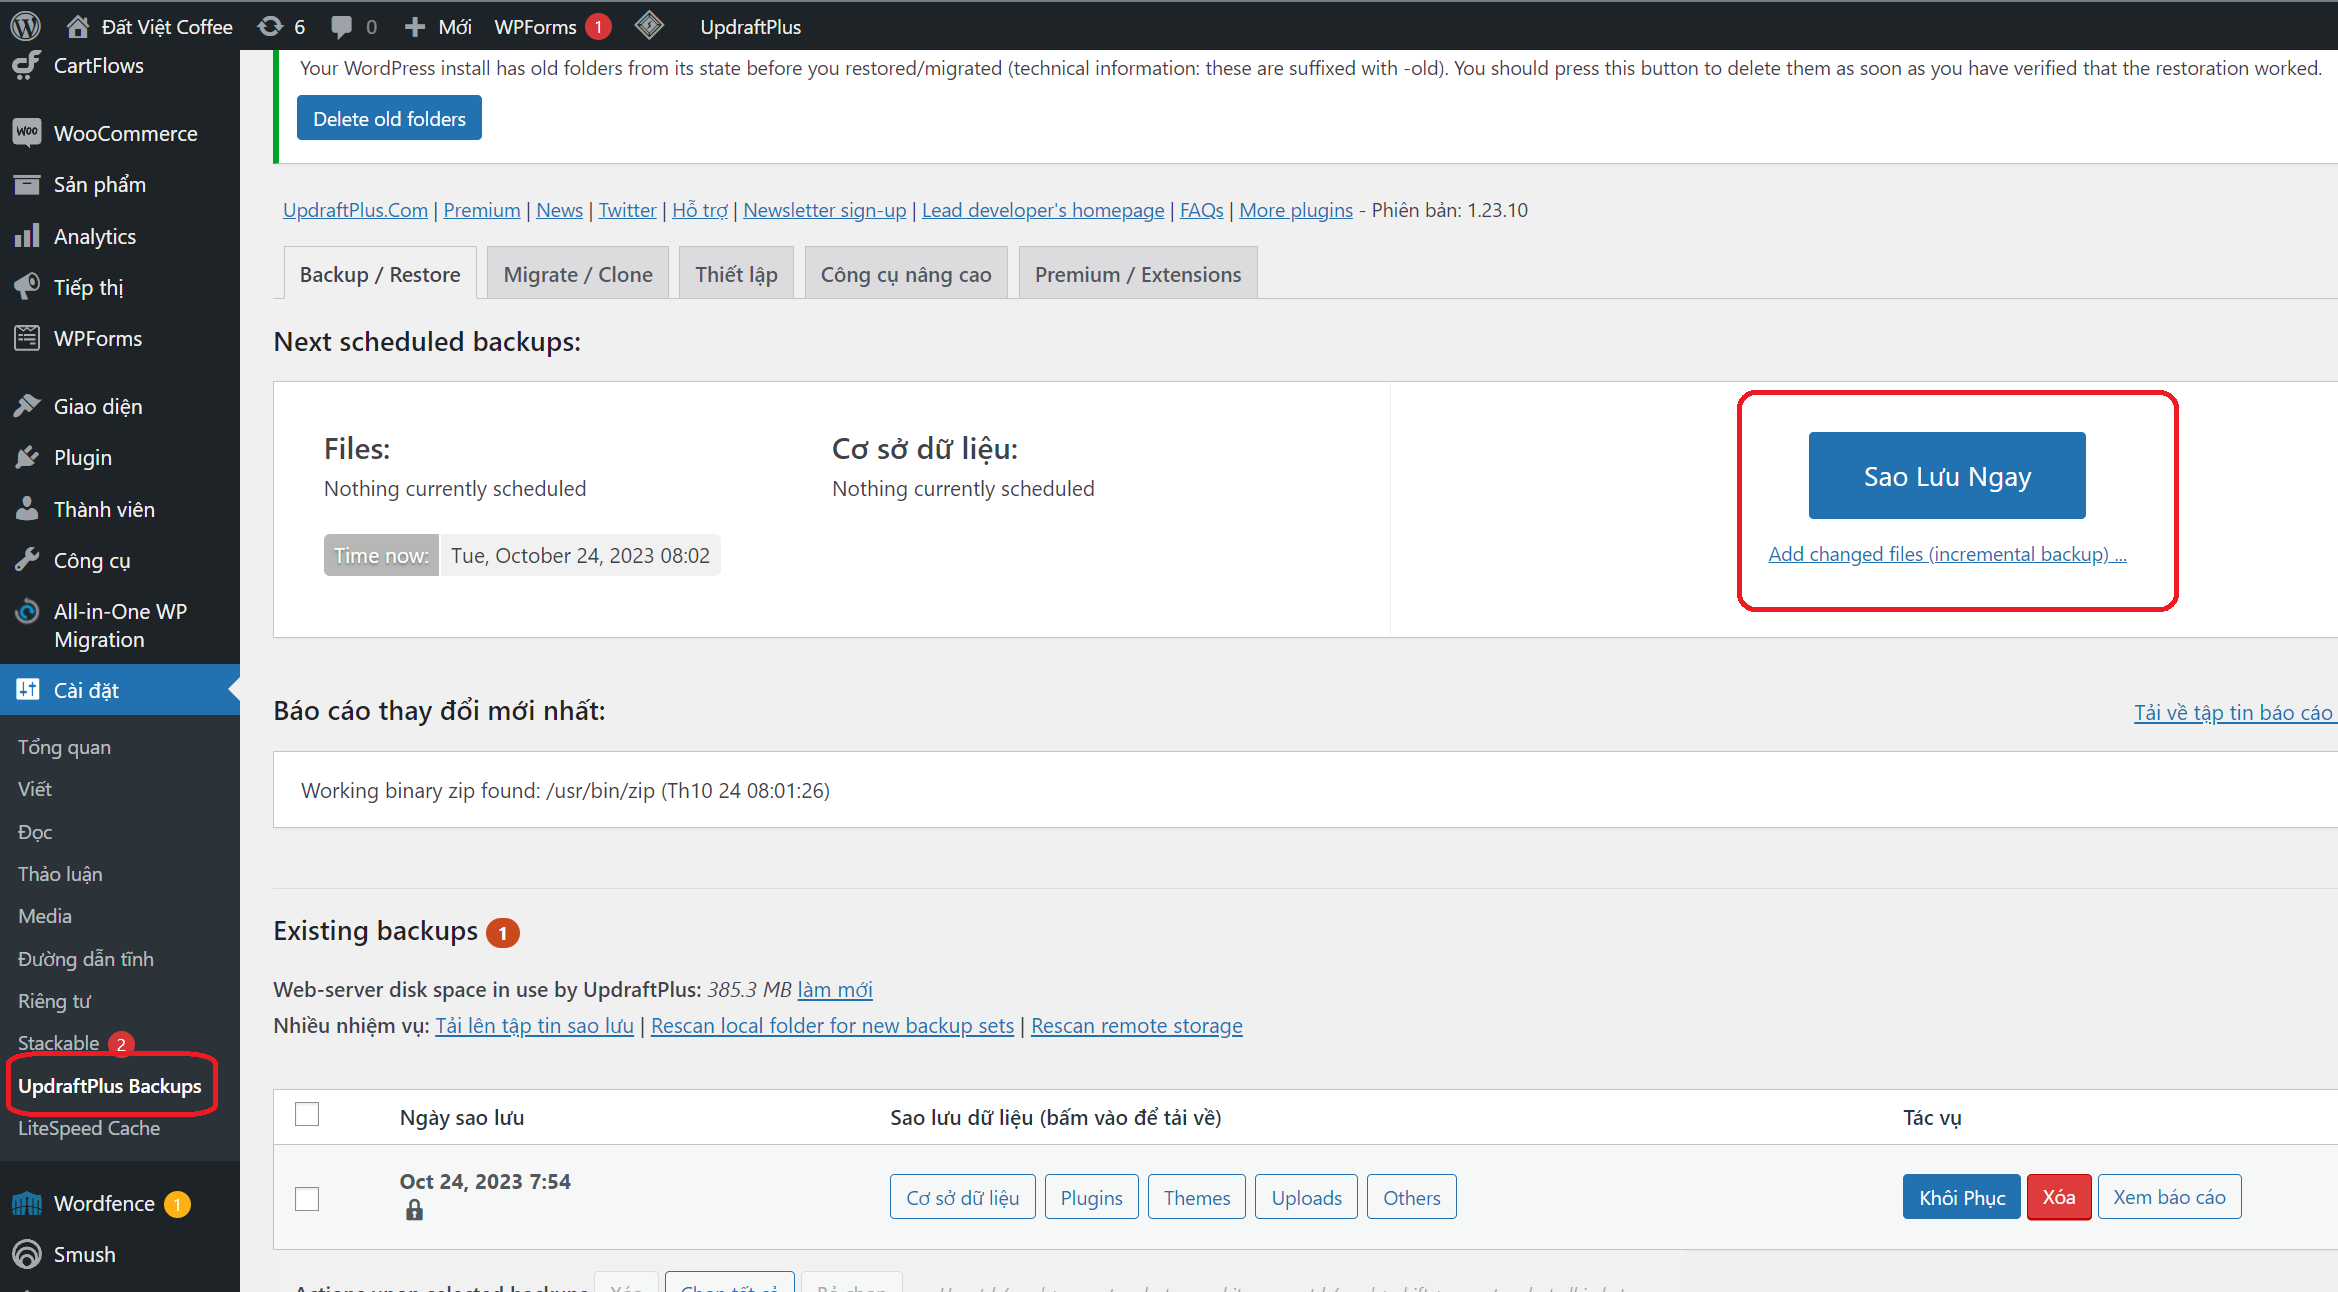 Đất Việt Coffee
6
0
Mới
WPForms 1
UpdraftPlus
CartFlows
WooCommerce
Sản phẩm
Analytics
Tiếp thị
WPForms
Giao diện
Plugin
Thành viên
Công cụ
All-in-One WP
Migration
Cài đặt
Tổng quan
Viết
Đọc
Thảo luận
Media
Đường dẫn tĩnh
Riêng tư
Stackable 2
UpdraftPlus Backups
LiteSpeed Cache
Wordfence 1
Smush
Your WordPress install has old folders from its state before you restored/migrated (technical information: these are suffixed with -old). You should press this button to delete them as soon as you have verified that the restoration worked.
Delete old folders
UpdraftPlus.Com | Premium | News | Twitter | Hỗ trợ | Newsletter sign-up | Lead developer's homepage | FAQs | More plugins - Phiên bản: 1.23.10
Backup / Restore
Migrate / Clone
Thiết lập
Công cụ nâng cao
Premium / Extensions
Next scheduled backups:
Files:
Nothing currently scheduled
Cơ sở dữ liệu:
Nothing currently scheduled
Time now: Tue, October 24, 2023 08:02
Sao Lưu Ngay
Add changed files (incremental backup) ...
Báo cáo thay đổi mới nhất:
Tải về tập tin báo cáo
Working binary zip found: /usr/bin/zip (Th10 24 08:01:26)
Existing backups 1
Web-server disk space in use by UpdraftPlus: 385.3 MB làm mới
Nhiều nhiệm vụ: Tải lên tập tin sao lưu | Rescan local folder for new backup sets | Rescan remote storage
Ngày sao lưu
Sao lưu dữ liệu (bấm vào để tải về)
Tác vụ
Oct 24, 2023 7:54
Cơ sở dữ liệu
Plugins
Themes
Uploads
Others
Khôi Phục
Xóa
Xem báo cáo
Actions upon selected backups
Xóa
Chọn tất cả
Bỏ chọn